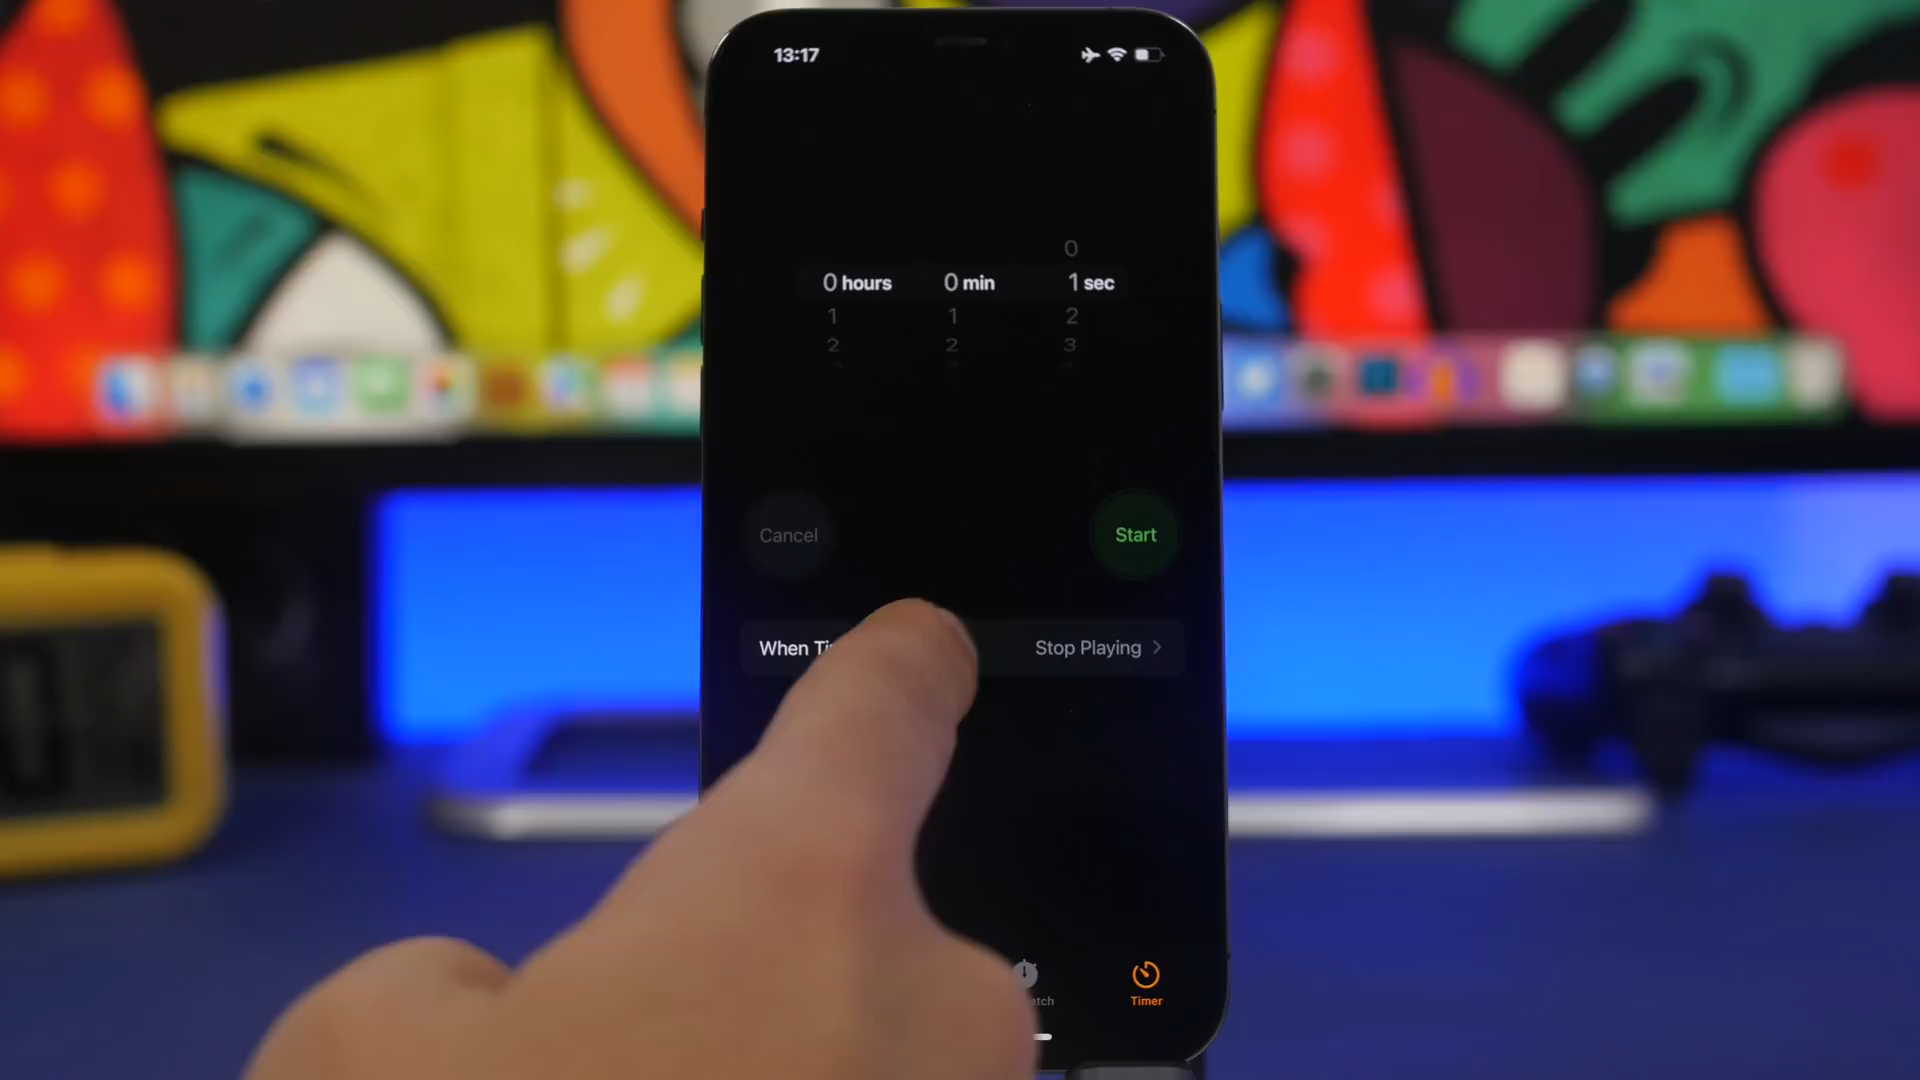 13:17
0
0 hours 0 min 1 sec
1 1 2
2 2 3
Cancel Start
When Stop Playing
Timer